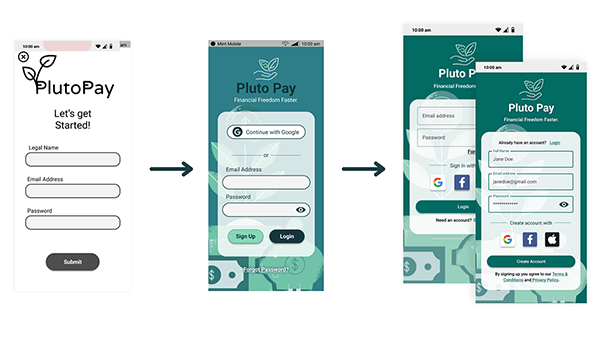 10:00 am
am
PlutoPay
Let's get
Started!
Legal Name
Email Address
Password
Submit
Mint Mobile
10:00 am
Pluto Pay
Financial Freedom Faster.
Continue with Google
or
Email Address
Password
Sign Up
Login
Forgot Password?
10:00 am
Pluto Pay
Financial Freedom
Email address
Password
Sign in with
Login
Need an account?
10:00 am
Pluto Pay
Financial Freedom Faster.
Already have an account? Login
Full Name
Jane Doe
Email address
janedoe@gmail.com
Password
************
Create account with
Create Account
By signing up you agree to our Terms &
Conditions and Privacy Policy.